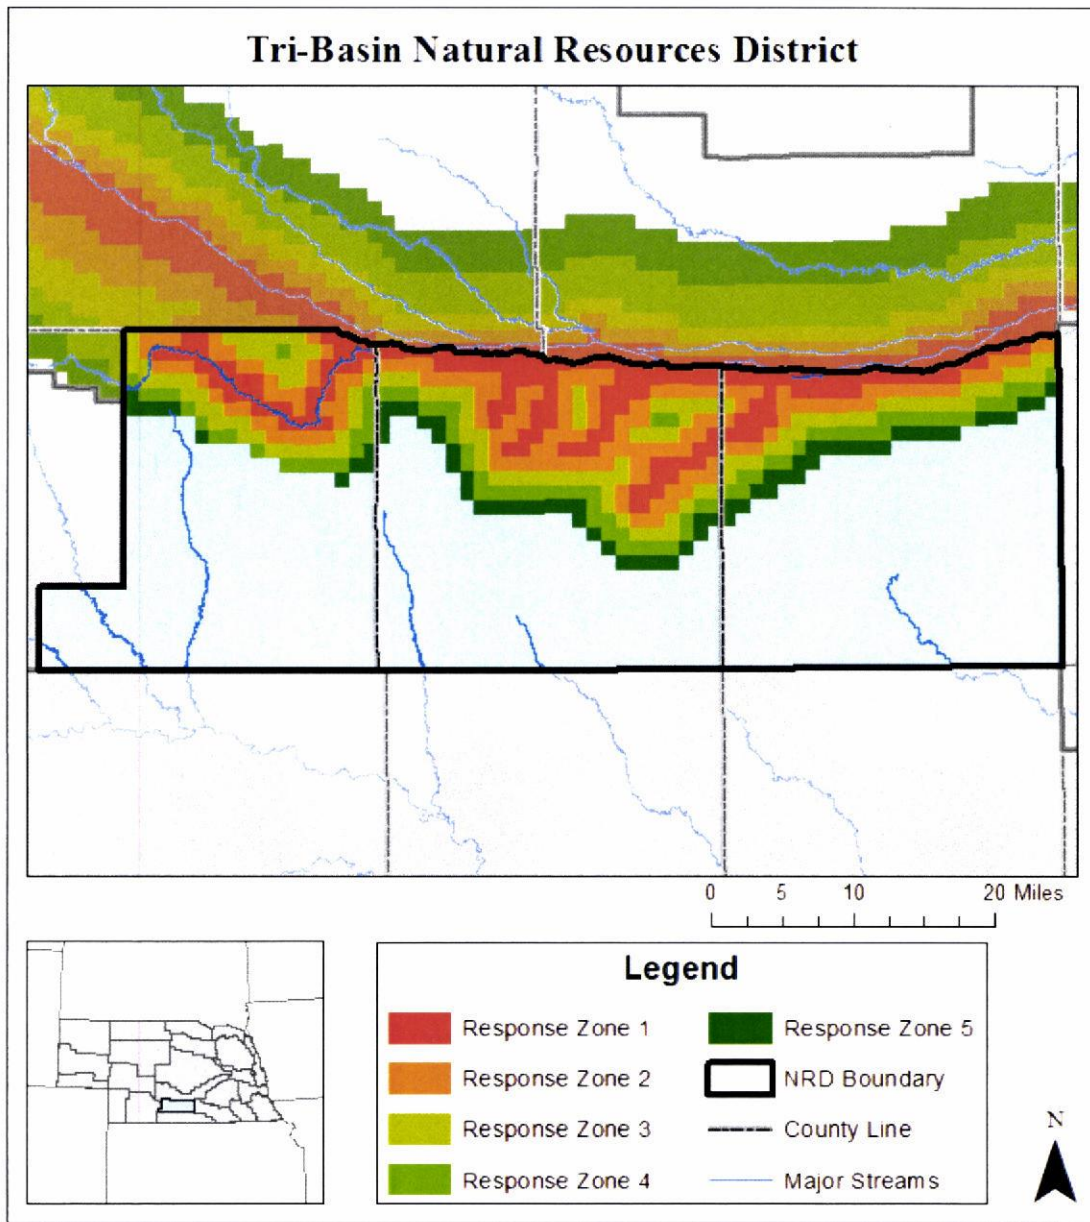 Tri-Basin Natural Resources District
0 5 10 20 Miles
Legend
Response Zone 1
Response Zone 2
Response Zone 3
Response Zone 4
Response Zone 5
NRD Boundary
County Line
Major Streams
N